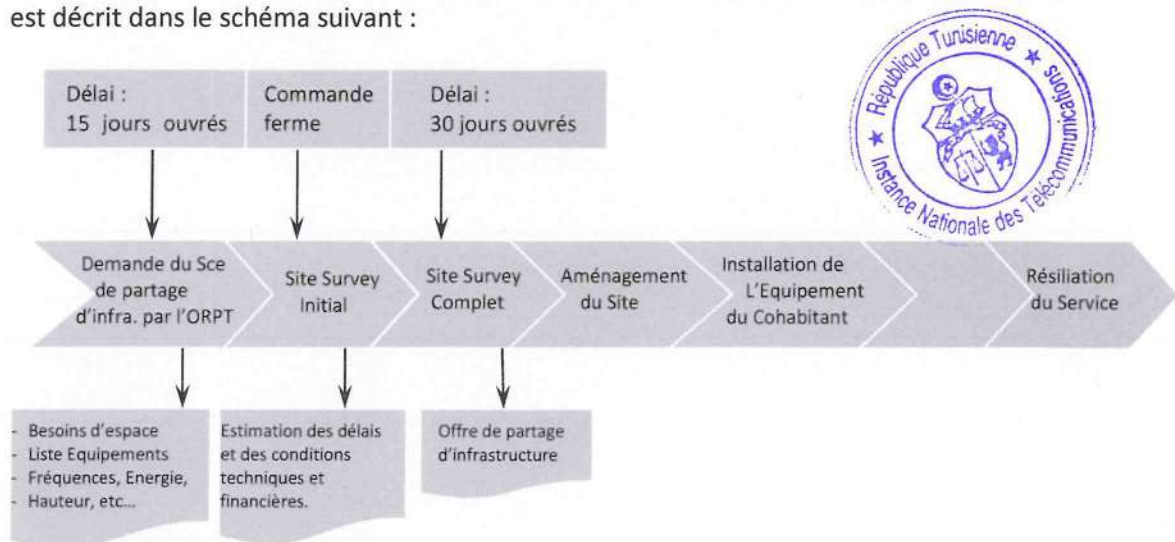 est décrit dans le schéma suivant :
Délai :
15 jours ouvrés
Commande
ferme
Délai :
30 jours ouvrés
République Tunisienne
Instance Nationale des Télécommunications
Demande du Sce
de partage
d'infra. par l'ORPT
Site Survey
Initial
Site Survey
Complet
Aménagement
du Site
Installation de
L'Equipement
du Cohabitant
Résiliation
du Service
- Besoins d'espace
- Liste Equipements
- Fréquences, Energie,
- Hauteur, etc...
Estimation des délais
et des conditions
techniques et
financières.
Offre de partage
d'infrastructure